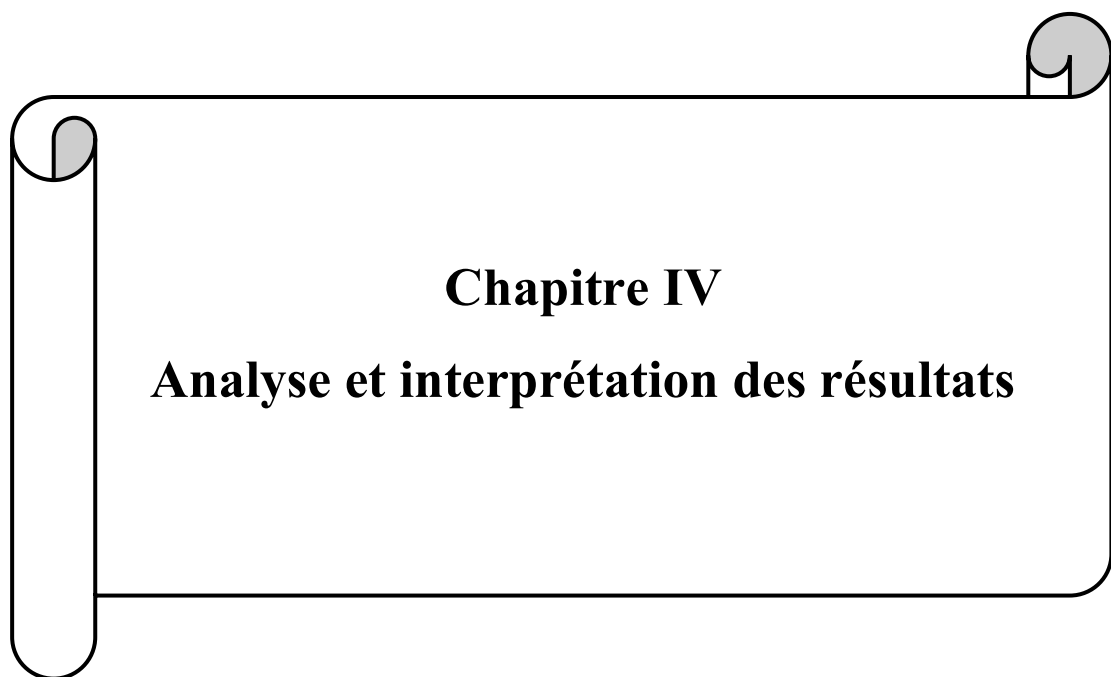 Chapitre IV
Analyse et interprétation des résultats